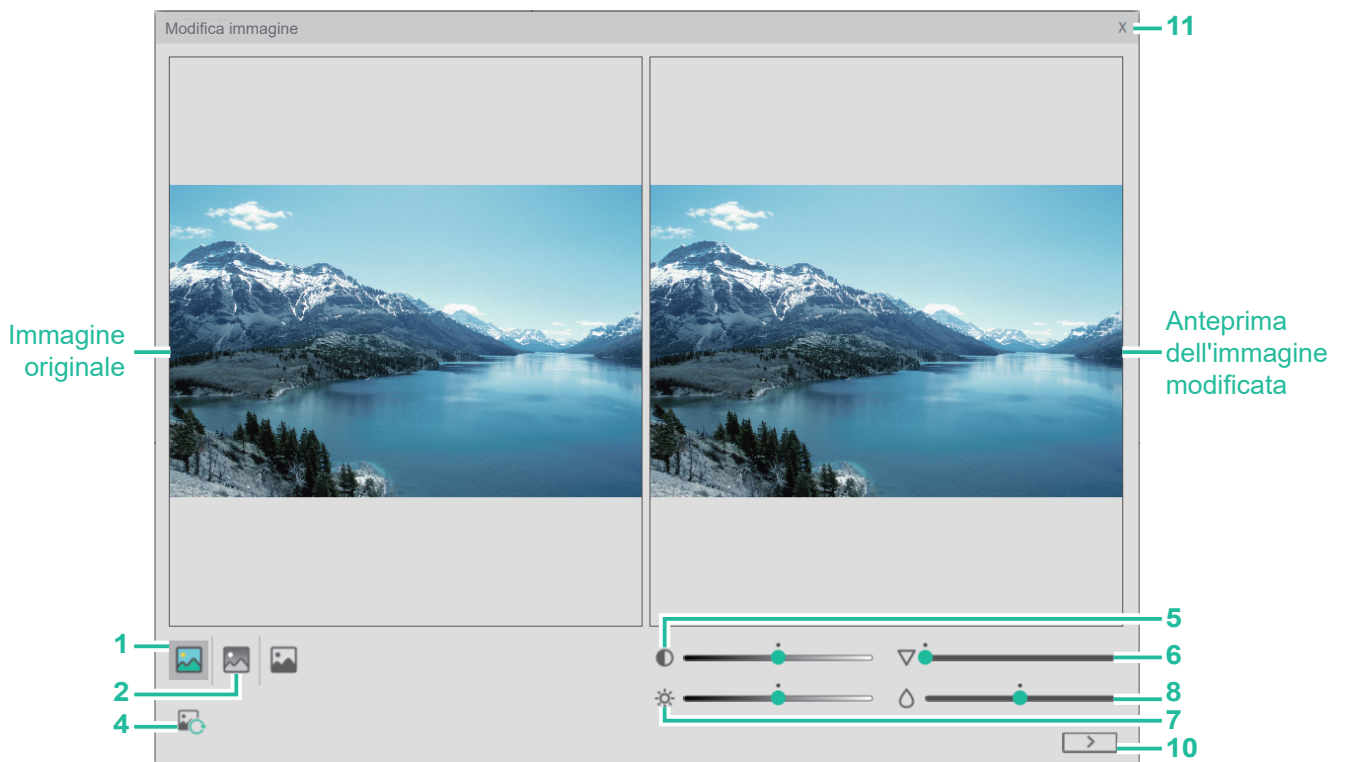 Modifica immagine
X
11
Immagine
originale
Anteprima
dell'immagine
modificata
1
2
4
5
6
8
7
10